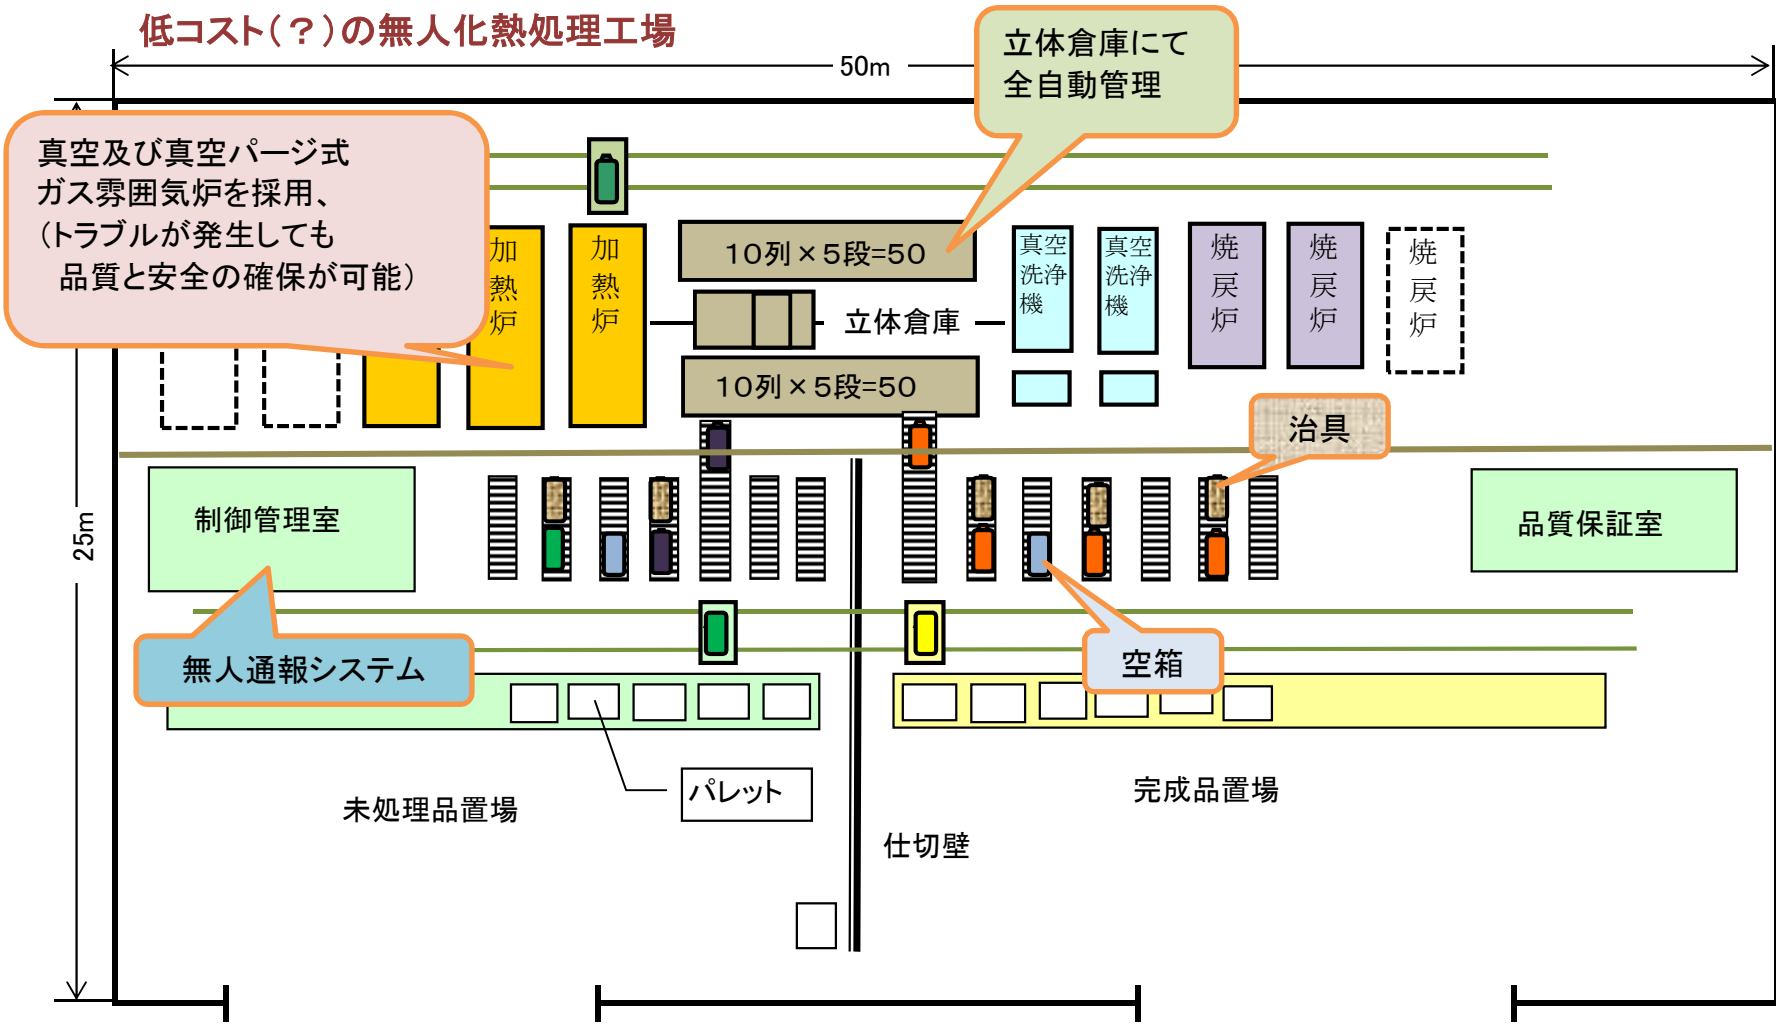 低コスト(？)の無人化熱処理工場
50m
立体倉庫にて
全自動管理
真空及び真空パージ式
ガス雰囲気炉を採用、
(トラブルが発生しても
品質と安全の確保が可能)
加熱炉
加熱炉
10列×5段=50
立体倉庫
10列×5段=50
真空
洗浄
機
真空
洗浄
機
焼戻炉
焼戻炉
焼戻炉
治具
25m
制御管理室
品質保証室
無人通報システム
空箱
パレット
未処理品置場
完成品置場
仕切壁